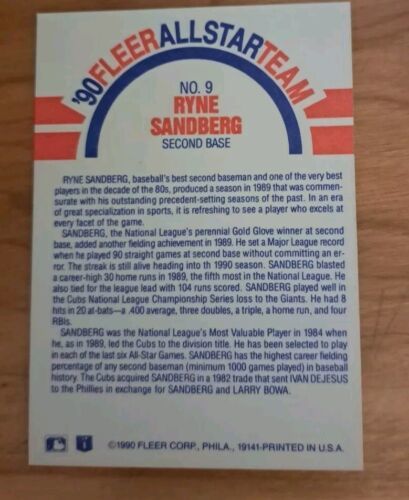 '90 FLEER ALL STAR TEAM
NO. 9
RYNE
SANDBERG
SECOND BASE
RYNE SANDBERG, baseball's best second baseman and one of the very best
players in the decade of the 80s, produced a season in 1989 that was commen-
surate with his outstanding precedent-setting seasons of the past. In an era
of great specialization in sports, it is refreshing to see a player who excels at
every facet of the game.
SANDBERG, the National League's perennial Gold Glove winner at second
base, added another fielding achievement in 1989. He set a Major League record
when he played 90 straight games at second base without committing an er-
ror. The streak is still alive heading into th 1990 season. SANDBERG blasted
a career-high 30 home runs in 1989, the fifth most in the National League. He
also tied for the league lead with 104 runs scored. SANDBERG played well in
the Cubs National League Championship Series loss to the Giants. He had 8
hits in 20 at-bats—a .400 average, three doubles, a triple, a home run, and four
RBIs.
SANDBERG was the National League's Most Valuable Player in 1984 when
he, as in 1989, led the Cubs to the division title. He has been selected to play
in each of the last six All-Star Games. SANDBERG has the highest career fielding
percentage of any second baseman (minimum 1000 games played) in baseball
history. The Cubs acquired SANDBERG in a 1982 trade that sent IVAN DEJESUS
to the Phillies in exchange for SANDBERG and LARRY BOWA.
©1990 FLEER CORP., PHILA., 19141-PRINTED IN U.S.A.